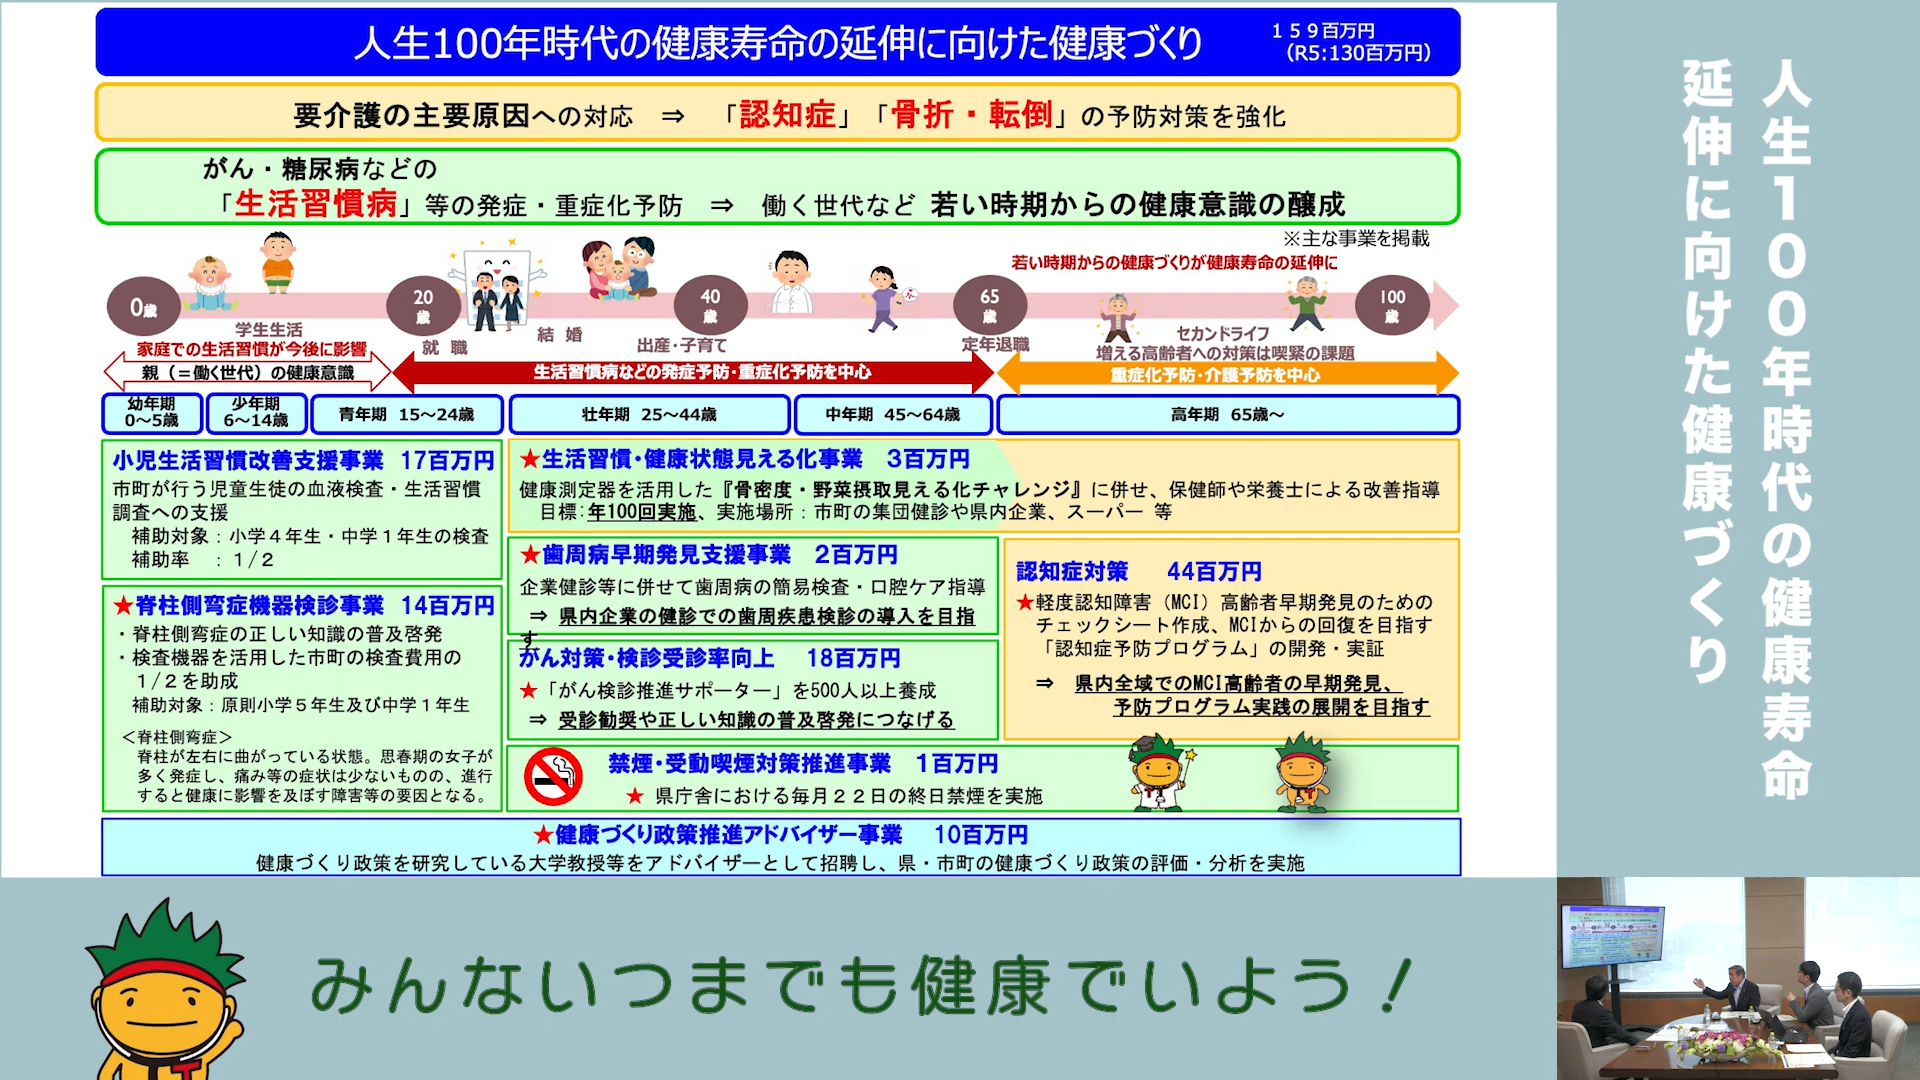 人生100年時代の健康寿命の延伸に向けた健康づくり
159百万円
(R5:130百万円)
要介護の主要原因への対応 ⇒ 「認知症」「骨折・転倒」の予防対策を強化
がん・糖尿病などの
「生活習慣病」等の発症・重症化予防 ⇒ 働く世代など 若い時期からの健康意識の醸成
※主な事業を掲載
若い時期からの健康づくりが健康寿命の延伸に
0歳
20歳
40歳
65歳
100歳
学生生活
就職
結婚
出産・子育て
定年退職
セカンドライフ
家庭での生活習慣が今後に影響
増える高齢者への対策は喫緊の課題
親(=働く世代)の健康意識
生活習慣病などの発症予防・重症化予防を中心
重症化予防・介護予防を中心
幼年期
0~5歳
少年期
6~14歳
青年期 15~24歳
壮年期 25~44歳
中年期 45~64歳
高年期 65歳~
小児生活習慣改善支援事業 17百万円
市町が行う児童生徒の血液検査・生活習慣
調査への支援
補助対象:小学4年生・中学1年生の検査
補助率 :1/2
★脊柱側弯症機器検診事業 14百万円
・脊柱側弯症の正しい知識の普及啓発
・検査機器を活用した市町の検査費用の
1/2を助成
補助対象:原則小学5年生及び中学1年生
<脊柱側弯症>
脊柱が左右に曲がっている状態。思春期の女子が
多く発症し、痛み等の症状は少ないものの、進行
すると健康に影響を及ぼす障害等の要因となる。
★生活習慣・健康状態見える化事業 3百万円
健康測定器を活用した『骨密度・野菜摂取見える化チャレンジ』に併せ、保健師や栄養士による改善指導
目標:年100回実施、実施場所:市町の集団健診や県内企業、スーパー 等
★歯周病早期発見支援事業 2百万円
企業健診等に併せて歯周病の簡易検査・口腔ケア指導
⇒ 県内企業の健診での歯周疾患検診の導入を目指
す
がん対策・検診受診率向上 18百万円
★「がん検診推進サポーター」を500人以上養成
⇒ 受診勧奨や正しい知識の普及啓発につなげる
認知症対策 44百万円
★軽度認知障害(MCI)高齢者早期発見のための
チェックシート作成、MCIからの回復を目指す
「認知症予防プログラム」の開発・実証
⇒ 県内全域でのMCI高齢者の早期発見、
予防プログラム実践の展開を目指す
禁煙・受動喫煙対策推進事業 1百万円
★ 県庁舎における毎月22日の終日禁煙を実施
★健康づくり政策推進アドバイザー事業 10百万円
健康づくり政策を研究している大学教授等をアドバイザーとして招聘し、県・市町の健康づくり政策の評価・分析を実施
人生100年時代の健康寿命
延伸に向けた健康づくり
みんないつまでも健康でいよう!